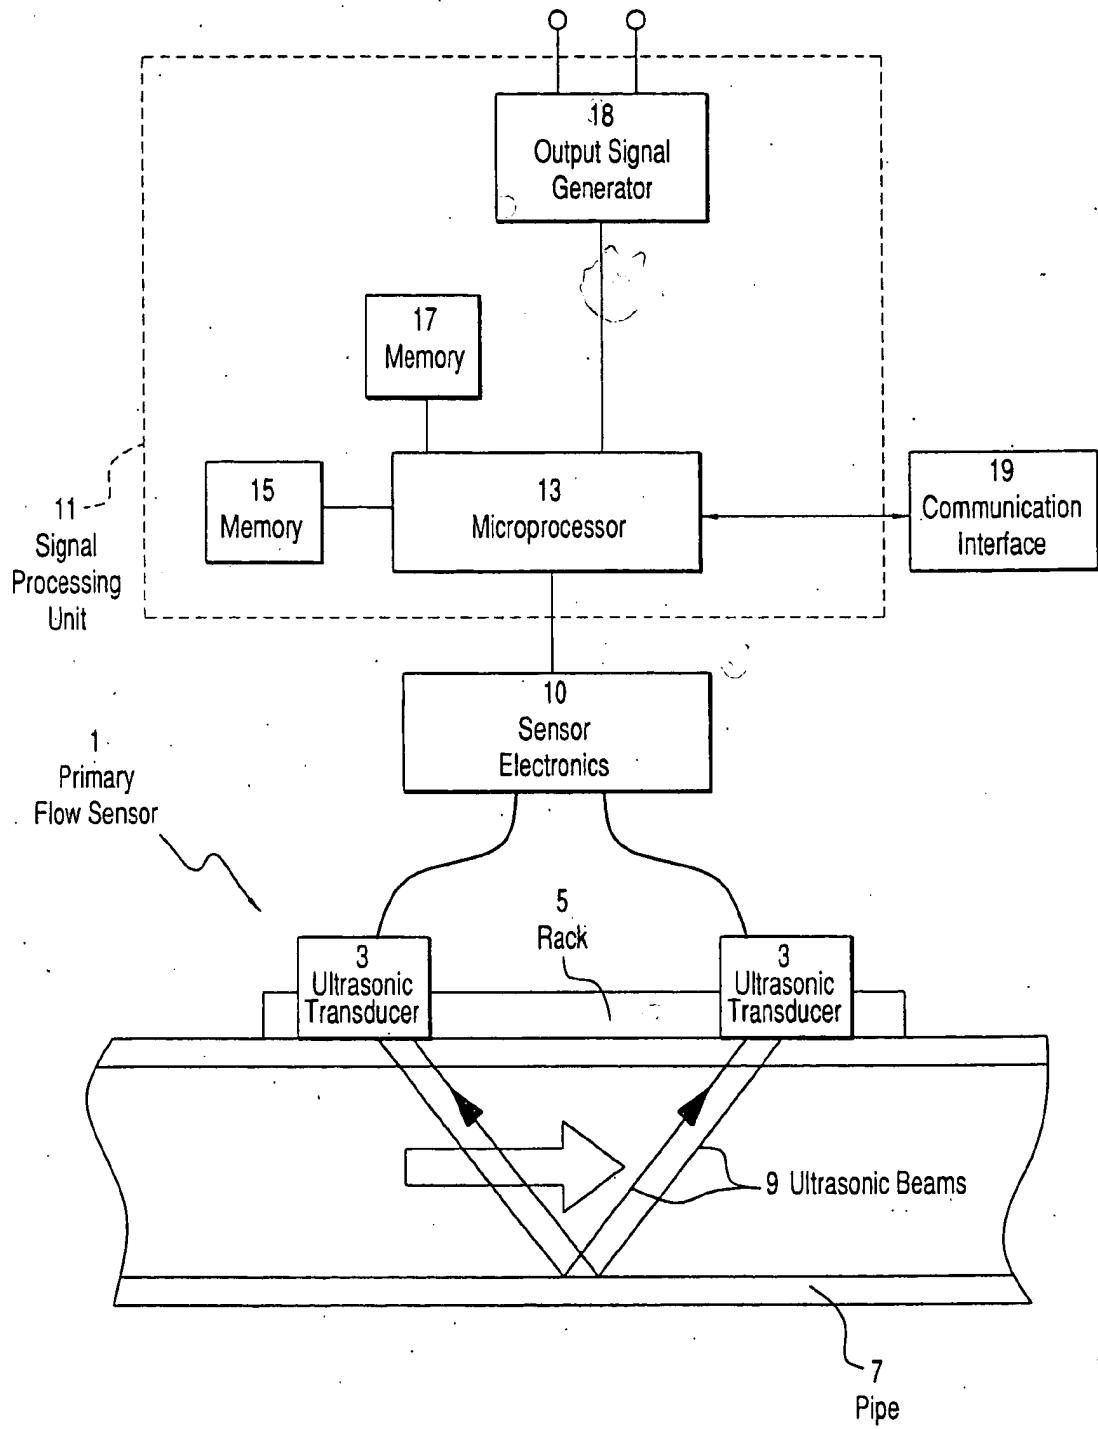 18
Output Signal
Generator
17
Memory
15
Memory
13
Microprocessor
19
Communication
Interface
11
Signal
Processing
Unit
10
Sensor
Electronics
1
Primary
Flow Sensor
5
Rack
3
Ultrasonic
Transducer
3
Ultrasonic
Transducer
9 Ultrasonic Beams
7
Pipe